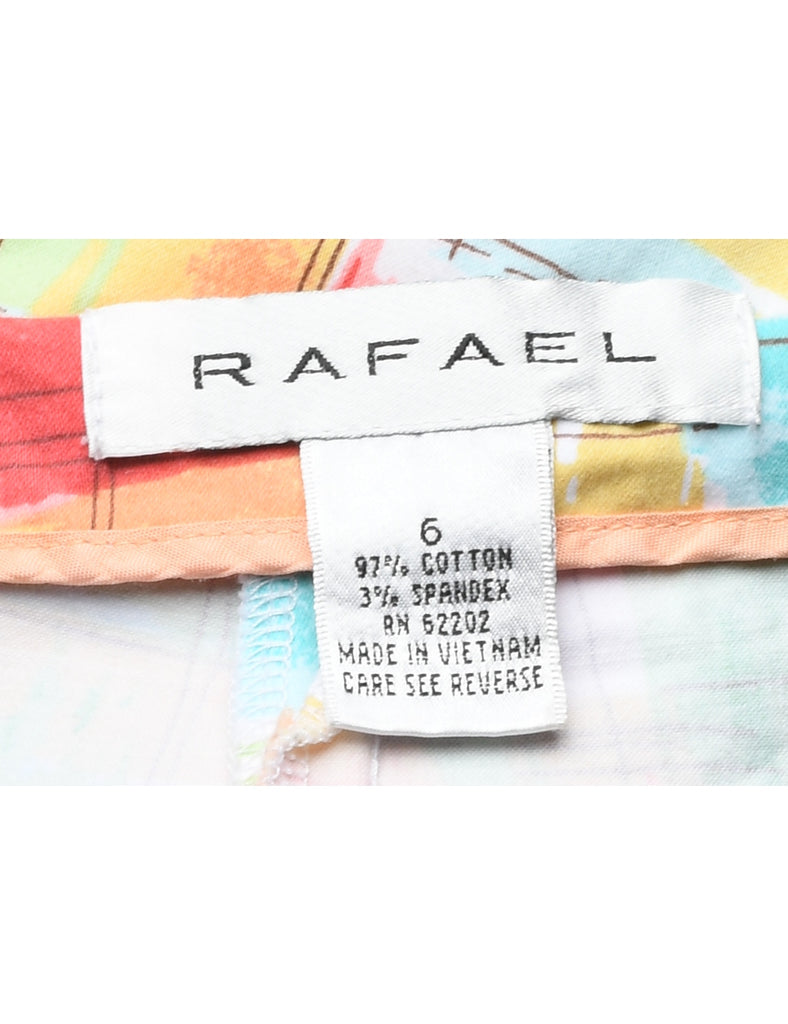 RAFAEL
6
97% COTTON
3% SPANDEX
RN 62202
MADE IN VIETNAM
CARE SEE REVERSE